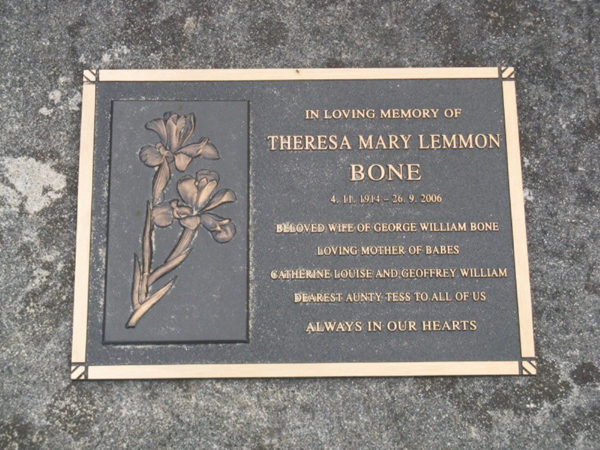 IN LOVING MEMORY OF
THERESA MARY LEMMON
BONE
4. 11. 1914 - 26. 9. 2006
BELOVED WIFE OF GEORGE WILLIAM BONE
LOVING MOTHER OF BABES
CATHERINE LOUISE AND GEOFFREY WILLIAM
DEAREST AUNTY TESS TO ALL OF US
ALWAYS IN OUR HEARTS